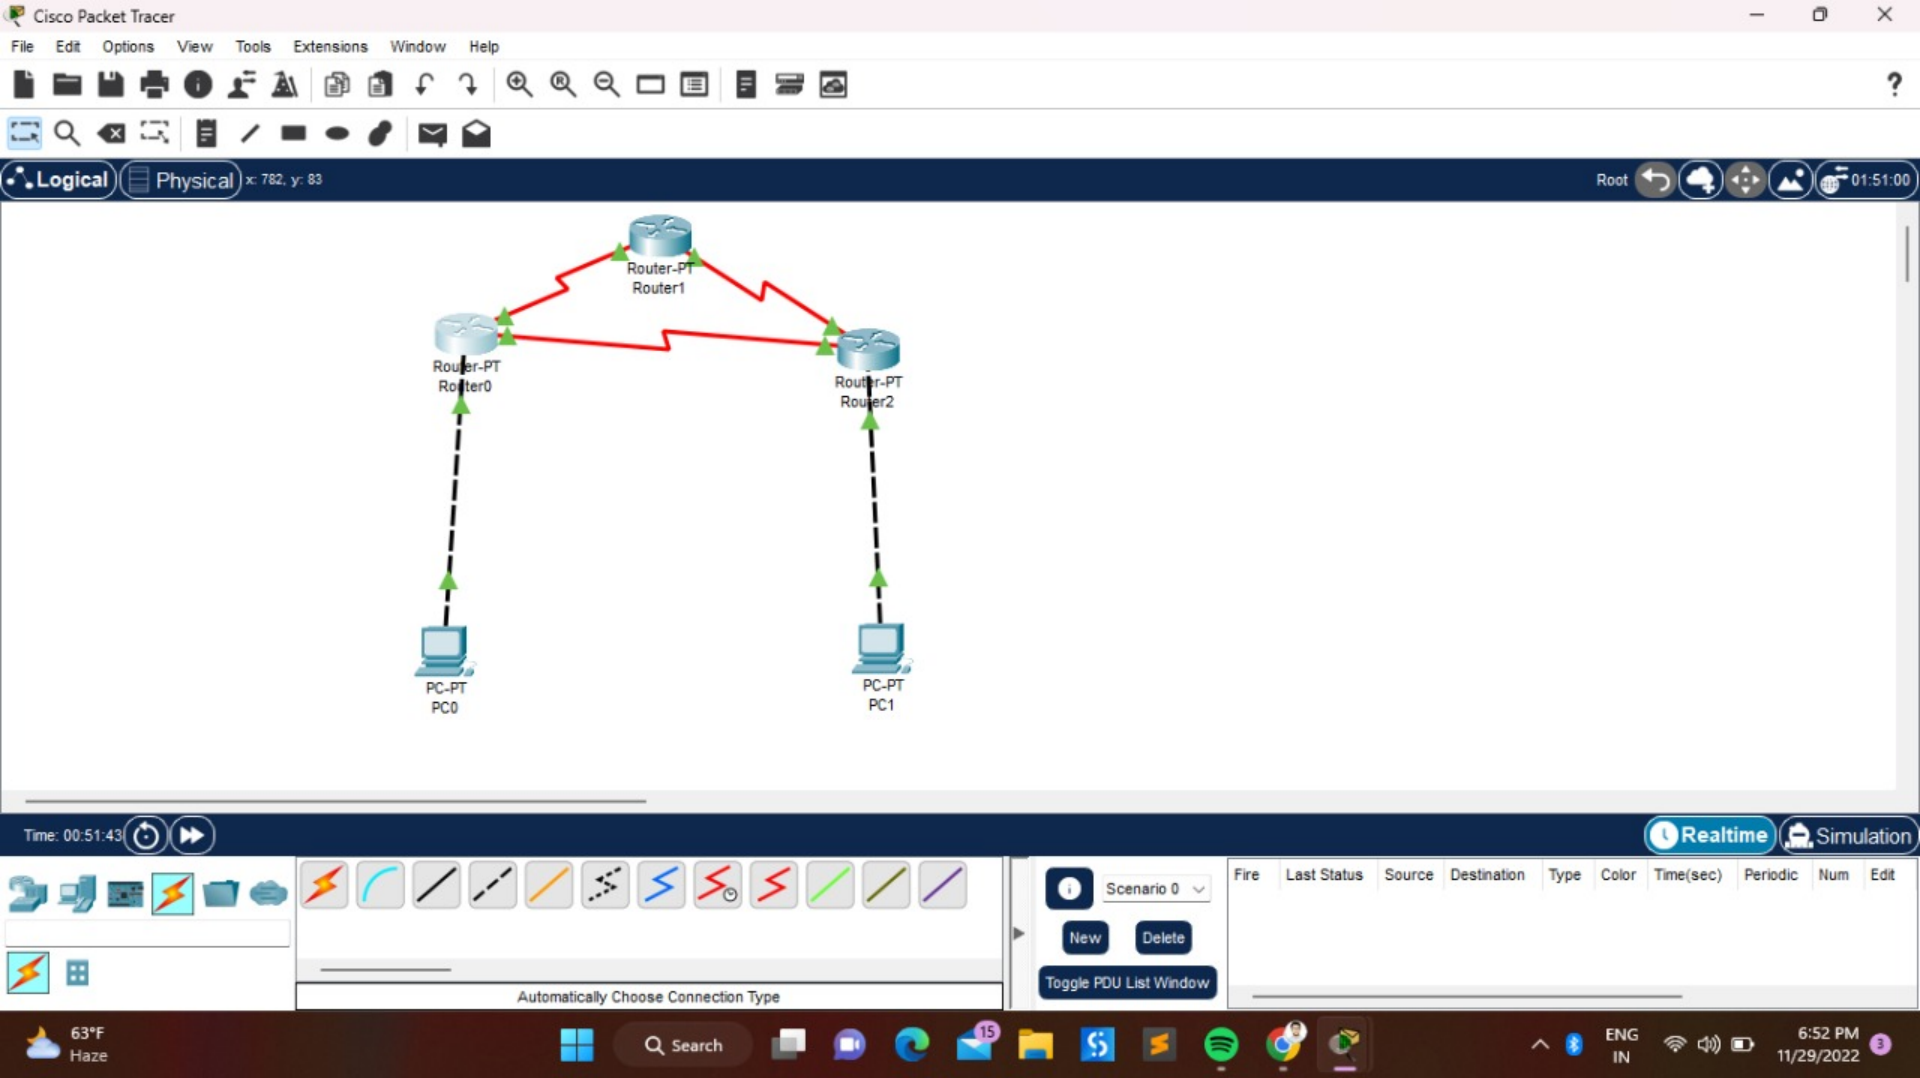 Cisco Packet Tracer
File Edit Options View Tools Extensions Window Help
Logical Physical x: 782, y: 83 Root 01:51:00
Router-PT
Router1
Router-PT
Router0
Router-PT
Router2
PC-PT
PC0
PC-PT
PC1
Time: 00:51:43 Realtime Simulation
Scenario 0
New Delete
Toggle PDU List Window
Fire Last Status Source Destination Type Color Time(sec) Periodic Num Edit
Automatically Choose Connection Type
63°F
Haze
Search
15
ENG
IN
6:52 PM
11/29/2022
3